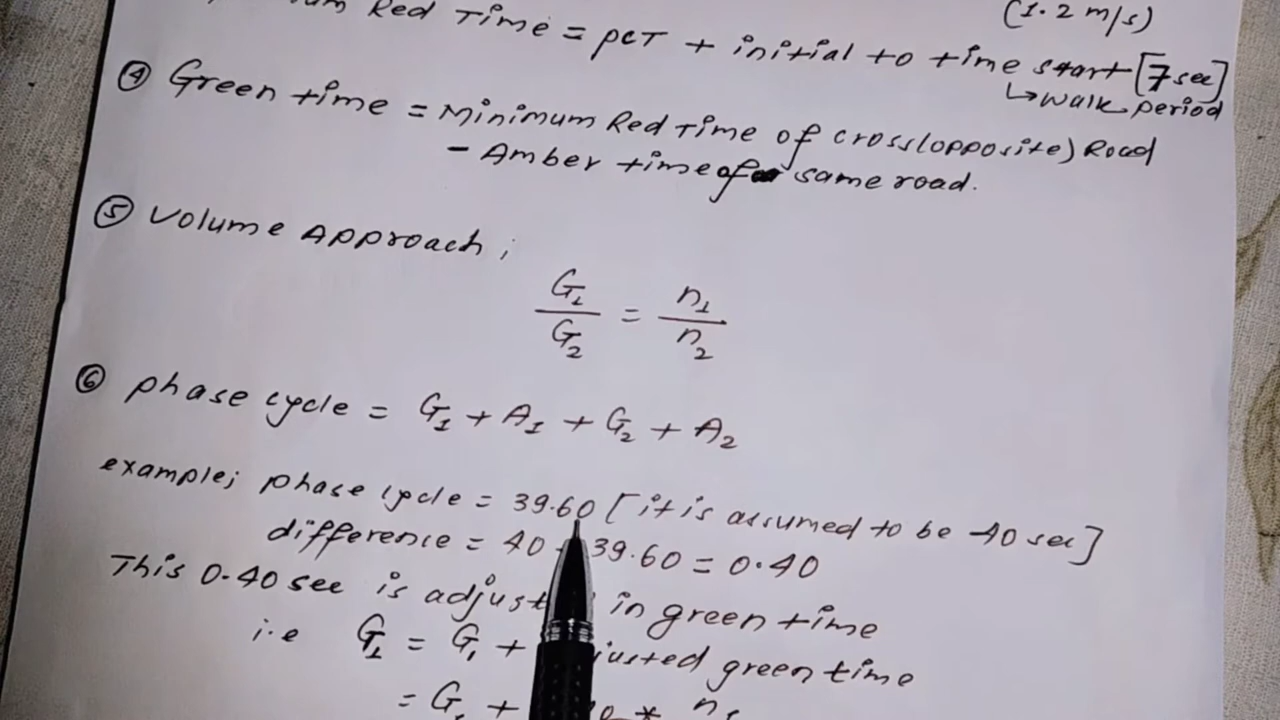 Red Time = PCT + initial to time start [7 sec]
(1.2 m/s)
↳ walk period
④ Green time = Minimum Red Time of cross(opposite) Road
- Amber time of same road.
⑤ Volume Approach;
G₁/G₂ = n₁/n₂
⑥ phase cycle = G₁ + A₁ + G₂ + A₂
example; phase cycle = 39.60 [it is assumed to be 40 sec]
difference = 40 39.60 = 0.40
This 0.40 sec is in green time
i.e G₁ = G₁ + green time
= G₁ + * n₁